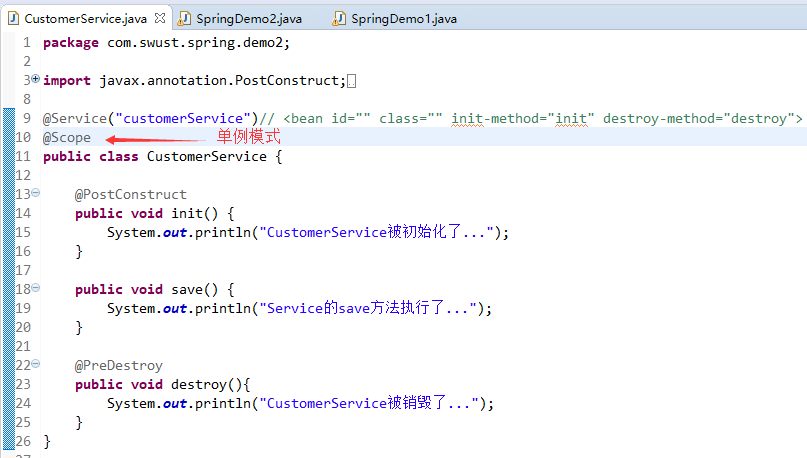 CustomerService.java SpringDemo2.java SpringDemo1.java
1 package com.swust.spring.demo2;
2
3 import javax.annotation.PostConstruct;
8
9 @Service("customerService")// <bean id="" class="" init-method="init" destroy-method="destroy">
10 @Scope 单例模式
11 public class CustomerService {
12
13 @PostConstruct
14 public void init() {
15 System.out.println("CustomerService被初始化了...");
16 }
17
18 public void save() {
19 System.out.println("Service的save方法执行了...");
20 }
21
22 @PreDestroy
23 public void destroy(){
24 System.out.println("CustomerService被销毁了...");
25 }
26 }
27